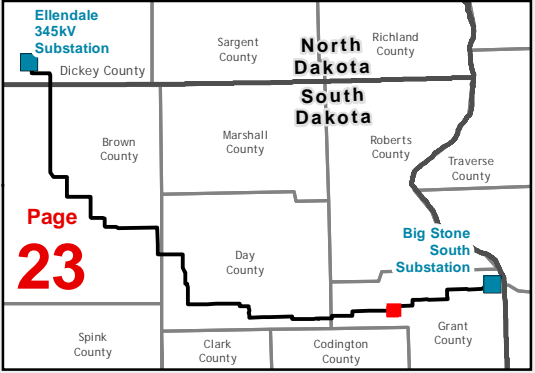 Ellendale
345kV
Substation
Dickey County
Sargent
County
North
Dakota
Richland
County
South
Dakota
Brown
County
Marshall
County
Roberts
County
Traverse
County
Page
23
Day
County
Big Stone
South
Substation
Spink
County
Clark
County
Codington
County
Grant
County